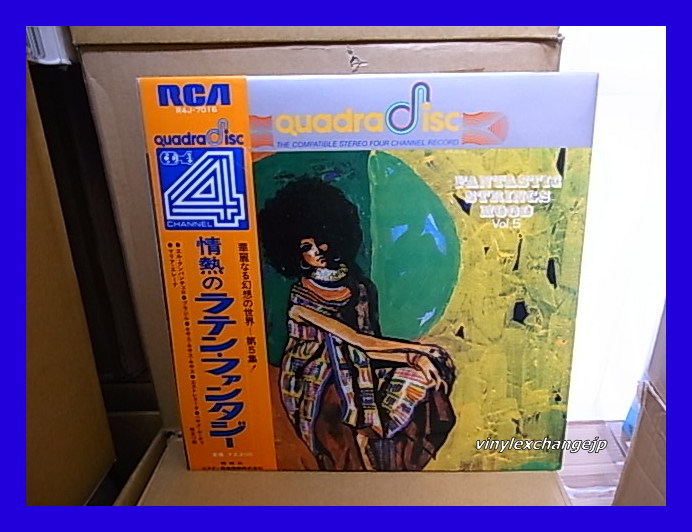 RCA
R4J-7016
quadradisc
CD-4
4
CHANNEL
華麗なる幻想の世界―第5集!
情熱のラテン・ファンタジー
quadradisc
THE COMPATIBLE STEREO FOUR CHANNEL RECORD
FANTASTIC
STRINGS
MOOD
Vol.5
vinylexchangejp